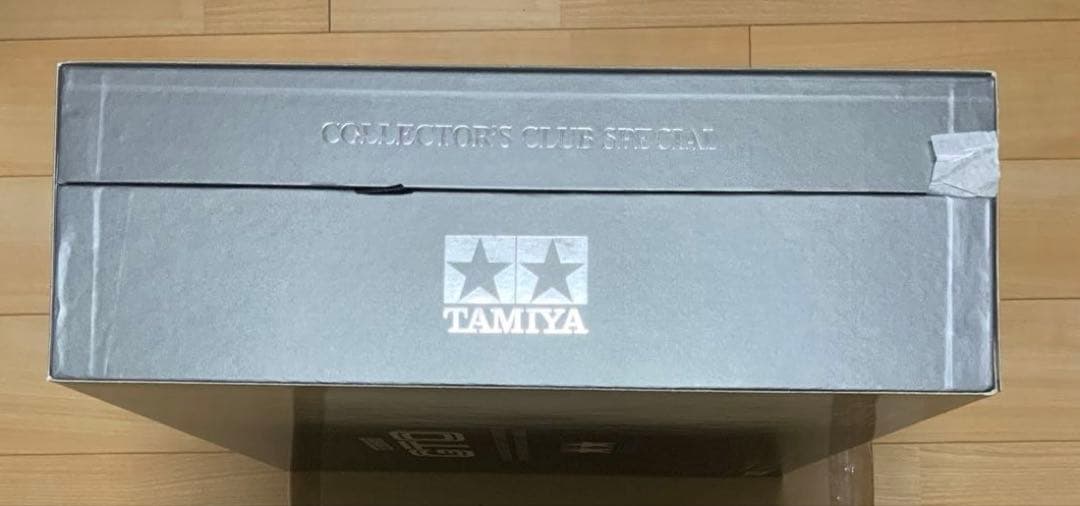 COLLECTOR'S CLUB SPECIAL
TAMIYA